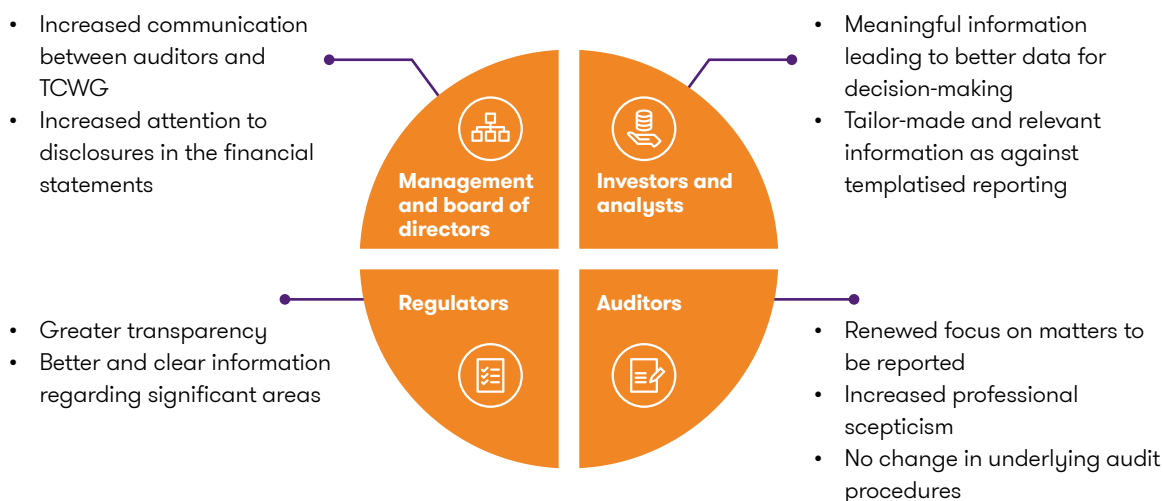 • Increased communication
between auditors and
TCWG
• Increased attention to
disclosures in the financial
statements
Management
and board of
directors
Investors and
analysts
• Meaningful information
leading to better data for
decision-making
• Tailor-made and relevant
information as against
templatised reporting
• Greater transparency
• Better and clear information
regarding significant areas
Regulators
Auditors
• Renewed focus on matters to
be reported
• Increased professional
scepticism
• No change in underlying audit
procedures